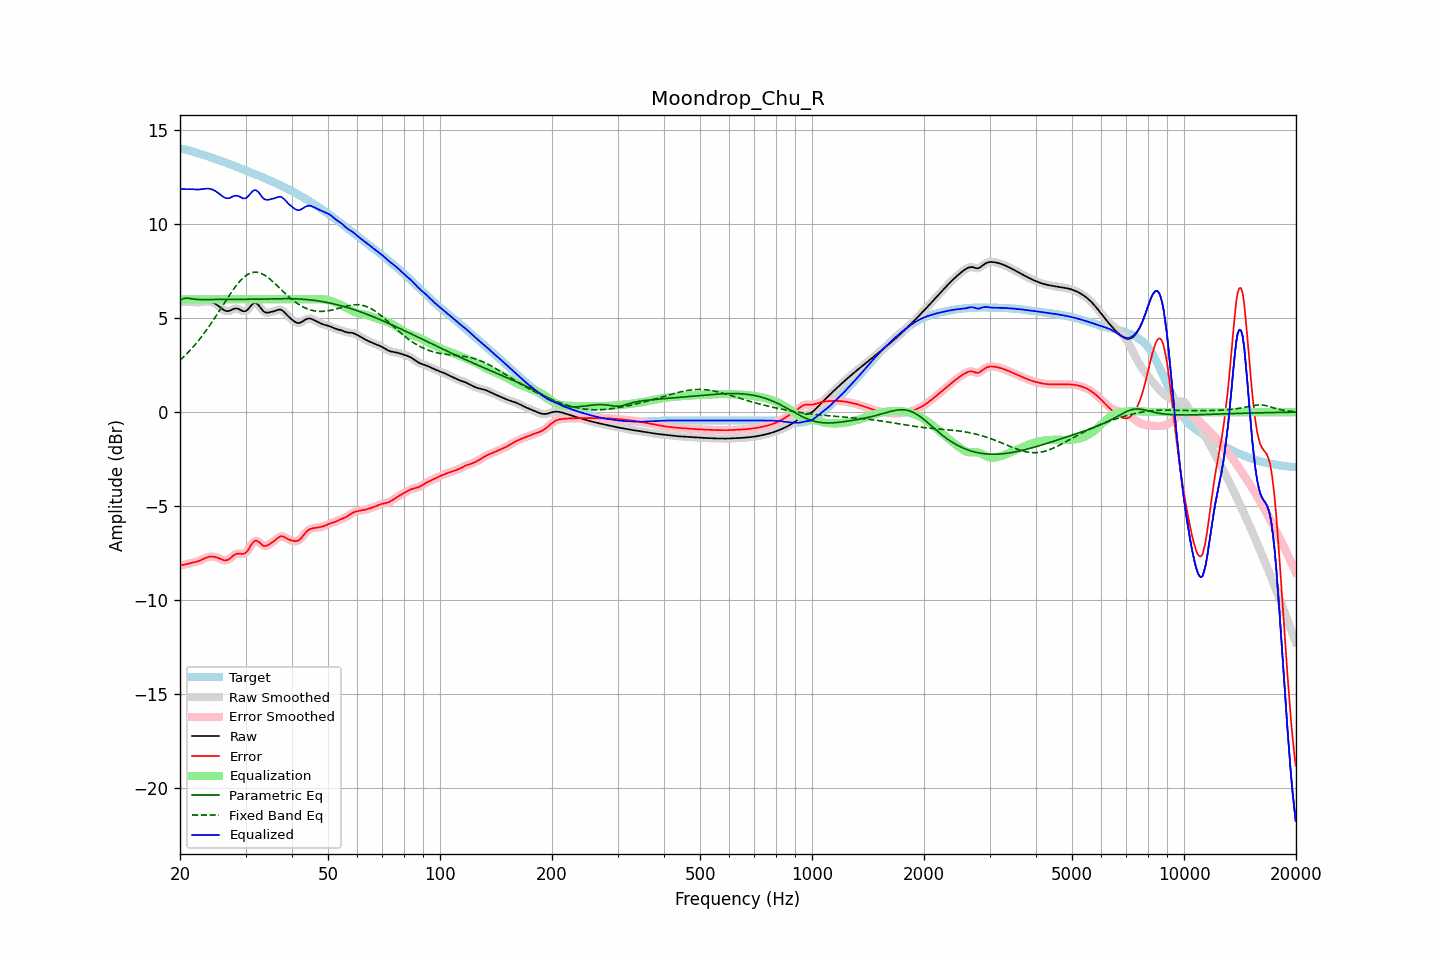 Moondrop_Chu_R
Amplitude (dBr)
15
10
5
0
−5
−10
−15
−20
Target
Raw Smoothed
Error Smoothed
Raw
Error
Equalization
Parametric Eq
Fixed Band Eq
Equalized
20 50 100 200 500 1000 2000 5000 10000 20000
Frequency (Hz)